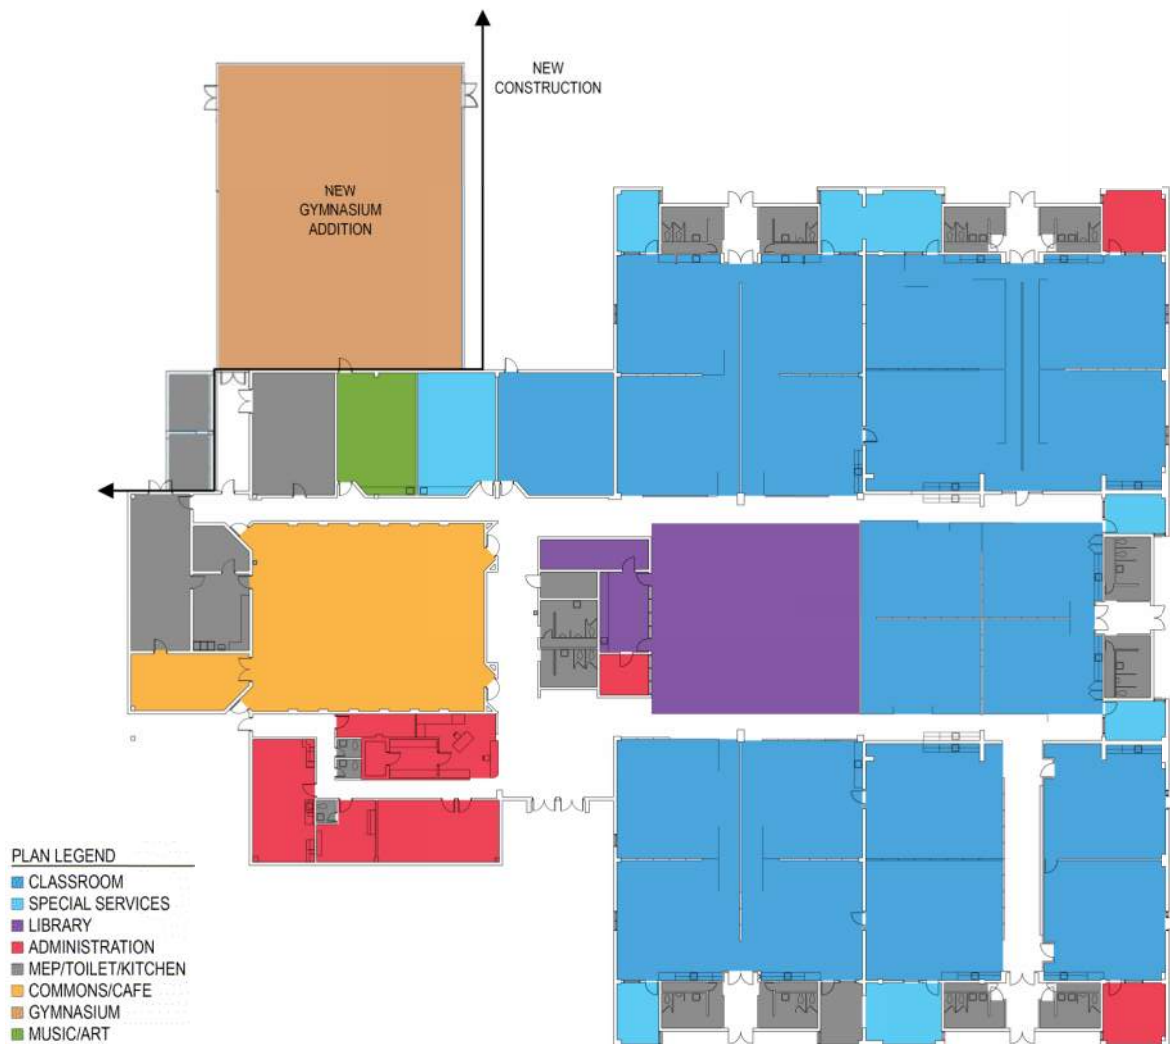 NEW
CONSTRUCTION
NEW
GYMNASIUM
ADDITION
PLAN LEGEND
CLASSROOM
SPECIAL SERVICES
LIBRARY
ADMINISTRATION
MEP/TOILET/KITCHEN
COMMONS/CAFE
GYMNASIUM
MUSIC/ART